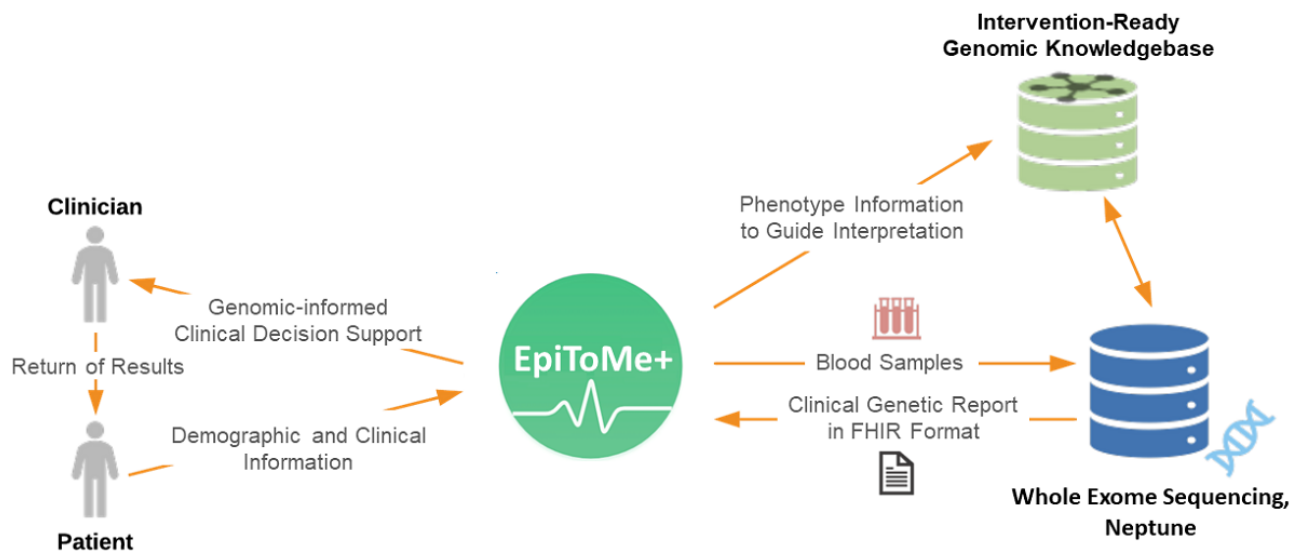 Intervention-Ready
Genomic Knowledgebase
Clinician
Phenotype Information
to Guide Interpretation
Genomic-informed
Clinical Decision Support
EpiToMe+
Return of Results
Blood Samples
Clinical Genetic Report
in FHIR Format
Demographic and Clinical
Information
Whole Exome Sequencing,
Neptune
Patient